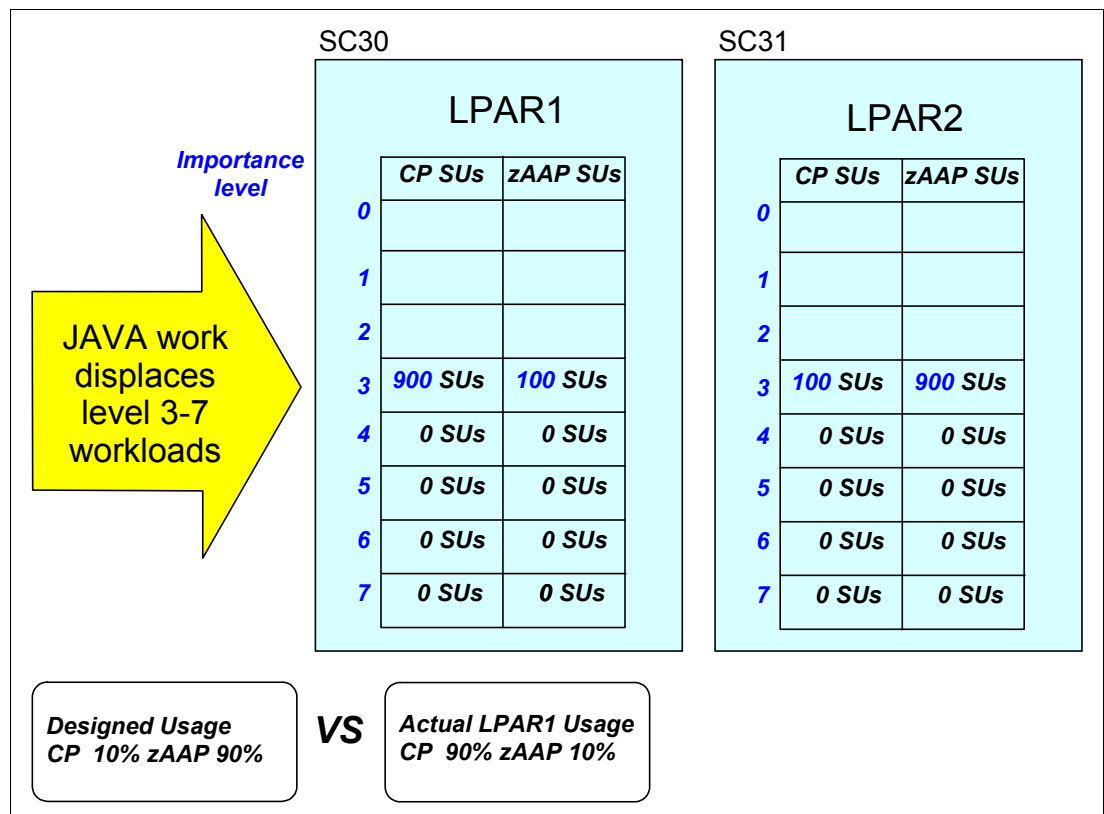 SC30
SC31
LPAR1
LPAR2
Importance
level
CP SUs zAAP SUs
CP SUs zAAP SUs
0
0
1
1
2
2
JAVA work
displaces
level 3-7
workloads
3 900 SUs 100 SUs
3 100 SUs 900 SUs
4 0 SUs 0 SUs
4 0 SUs 0 SUs
5 0 SUs 0 SUs
5 0 SUs 0 SUs
6 0 SUs 0 SUs
6 0 SUs 0 SUs
7 0 SUs 0 SUs
7 0 SUs 0 SUs
Designed Usage
CP 10% zAAP 90%
VS
Actual LPAR1 Usage
CP 90% zAAP 10%